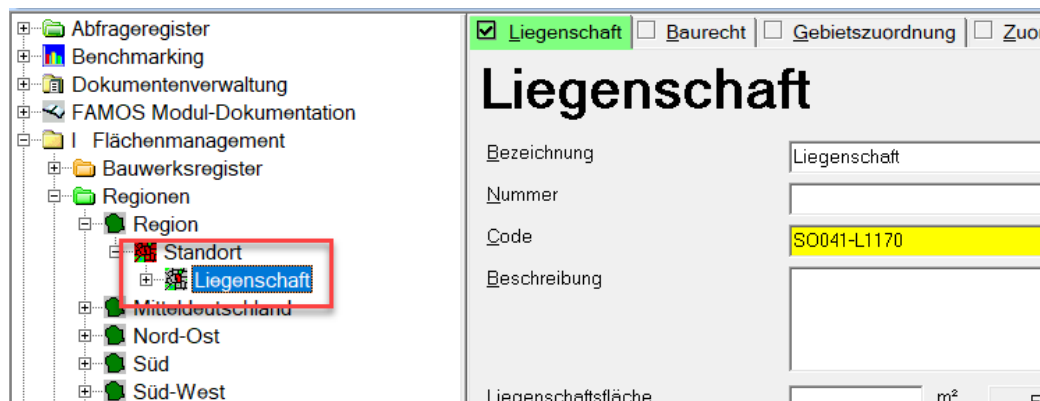 Abfrageregister
Benchmarking
Dokumentenverwaltung
FAMOS Modul-Dokumentation
I Flächenmanagement
Bauwerksregister
Regionen
Region
Standort
Liegenschaft
Mitteldeutschland
Nord-Ost
Süd
Süd-West
Liegenschaft Baurecht Gebietszuordnung
Liegenschaft
Bezeichnung Liegenschaft
Nummer
Code SO041-L1170
Beschreibung
Liegenschaftsfläche m²